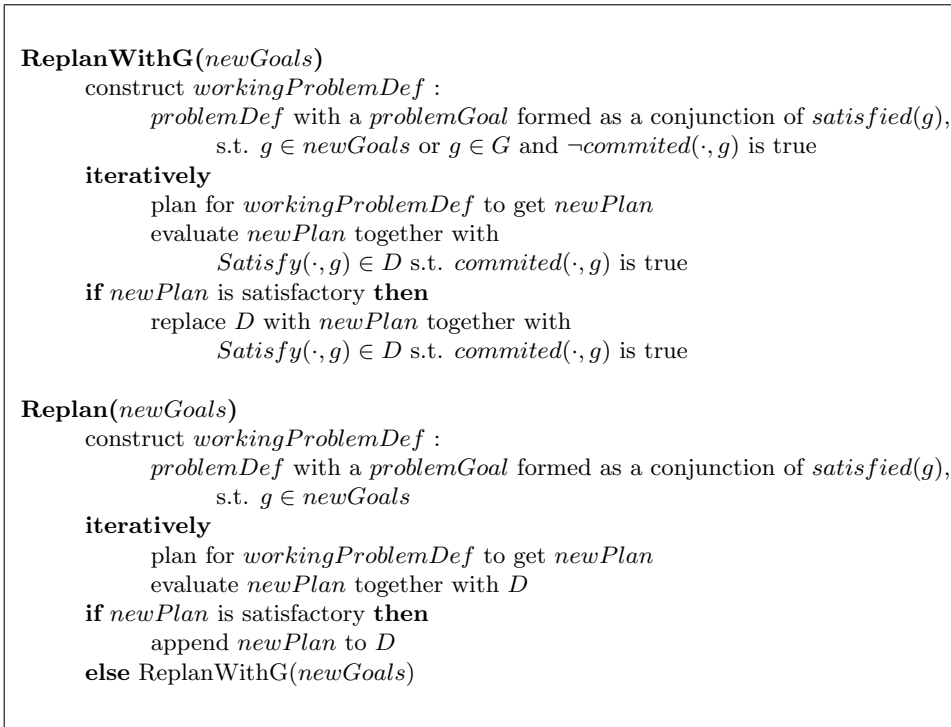 ReplanWithG(newGoals)
construct workingProblemDef :
problemDef with a problemGoal formed as a conjunction of satisfied(g),
s.t. g ∈ newGoals or g ∈ G and ¬commited(·, g) is true
iteratively
plan for workingProblemDef to get newPlan
evaluate newPlan together with
Satisfy(·, g) ∈ D s.t. commited(·, g) is true
if newPlan is satisfactory then
replace D with newPlan together with
Satisfy(·, g) ∈ D s.t. commited(·, g) is true
Replan(newGoals)
construct workingProblemDef :
problemDef with a problemGoal formed as a conjunction of satisfied(g),
s.t. g ∈ newGoals
iteratively
plan for workingProblemDef to get newPlan
evaluate newPlan together with D
if newPlan is satisfactory then
append newPlan to D
else ReplanWithG(newGoals)